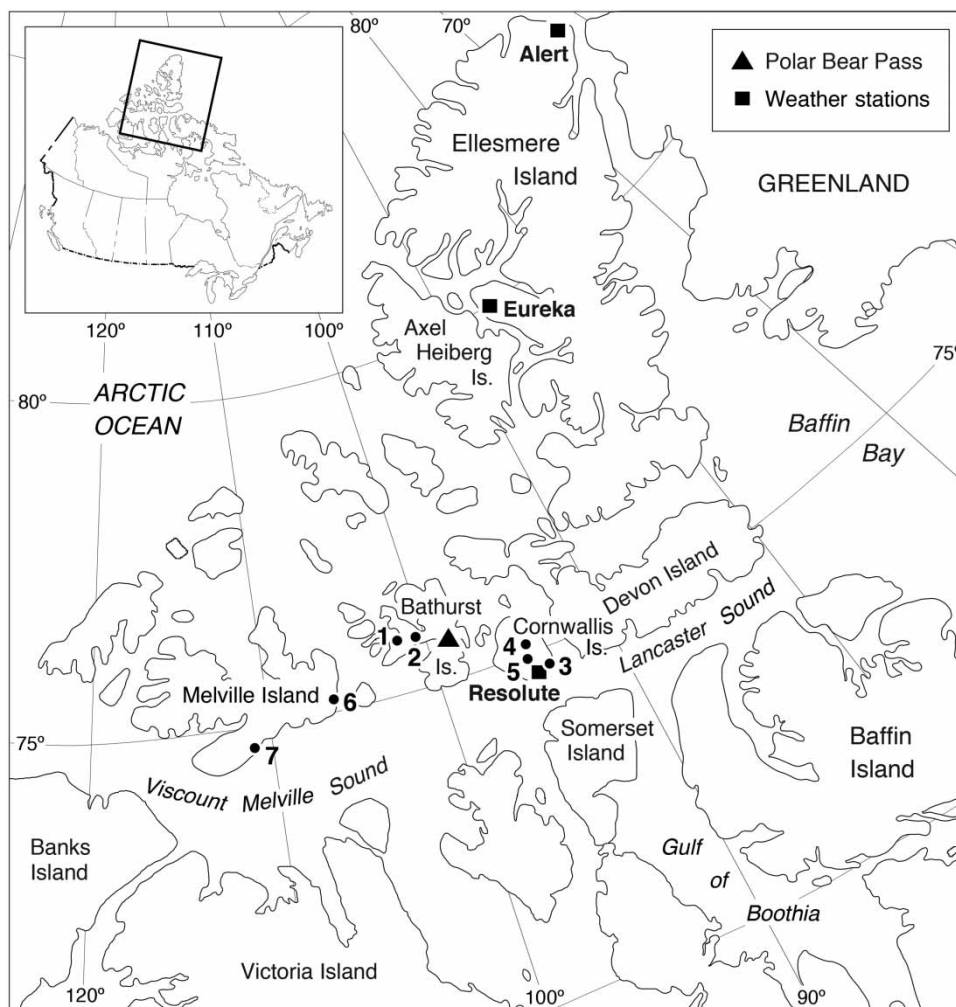 80º
70º
Alert
Polar Bear Pass
Weather stations
Ellesmere
Island
GREENLAND
120º
110º
100º
Eureka
Axel
Heiberg
Is.
75º
ARCTIC
OCEAN
80º
Baffin
Bay
Devon Island
Lancaster Sound
Bathurst
Is.
1
2
Cornwallis
Is.
4
5
3
Resolute
Melville Island
6
7
Somerset
Island
Baffin
Island
75º
Viscount Melville Sound
Banks
Island
Gulf
of
Boothia
Victoria Island
120º
100º
90º